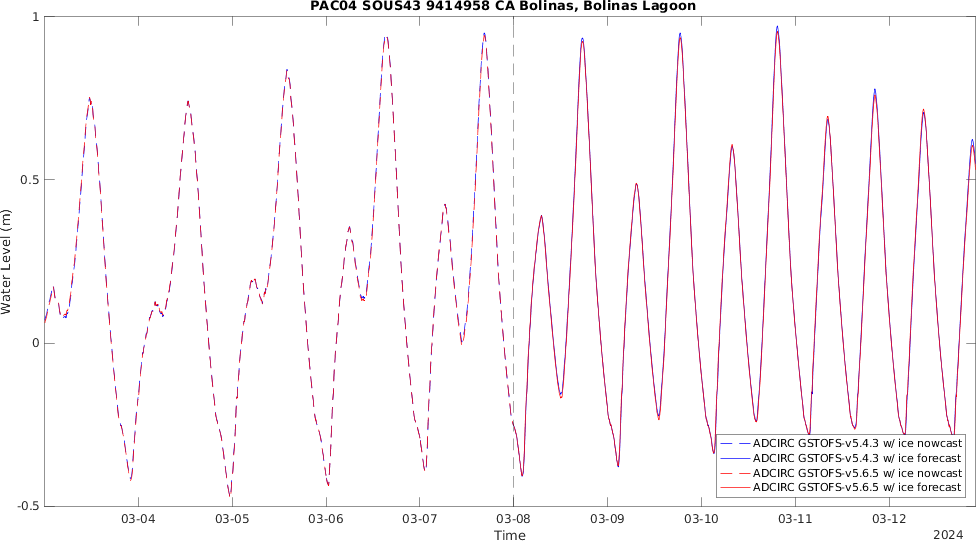 PAC04 SOUS43 9414958 CA Bolinas, Bolinas Lagoon
1
0.5
0
-0.5
Water Level (m)
03-04 03-05 03-06 03-07 03-08 03-09 03-10 03-11 03-12
Time
2024
ADCIRC GSTOFS-v5.4.3 w/ ice nowcast
ADCIRC GSTOFS-v5.4.3 w/ ice forecast
ADCIRC GSTOFS-v5.6.5 w/ ice nowcast
ADCIRC GSTOFS-v5.6.5 w/ ice forecast